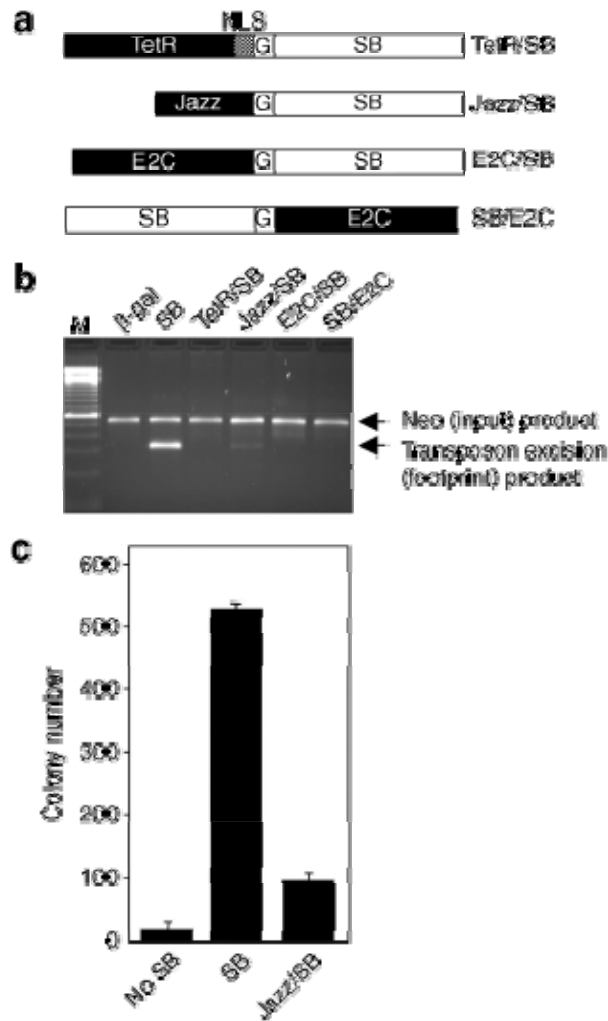 a
NLS
TetR G SB TetR/SB
Jazz G SB Jazz/SB
E2C G SB E2C/SB
SB G E2C SB/E2C
b
M β-gal SB TetR/SB Jazz/SB E2C/SB SB/E2C
Neo (input) product
Transposon excision
(footprint) product
c
Colony number
600
500
400
300
200
100
0
No SB SB Jazz/SB